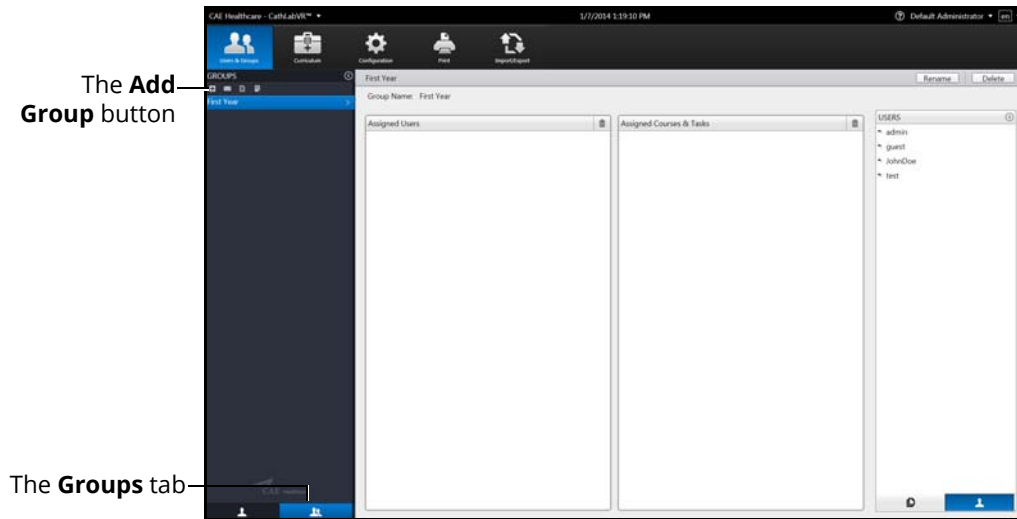 CAE Healthcare - CathLabVR™
1/7/2014 1:19:10 PM
Default Administrator
en
Users & Groups
Curriculum
Configuration
Print
Import/Export
The Add
Group button
GROUPS
First Year
First Year
Rename
Delete
Group Name: First Year
Assigned Users
Assigned Courses & Tasks
USERS
admin
guest
JohnDoe
test
The Groups tab
CAE